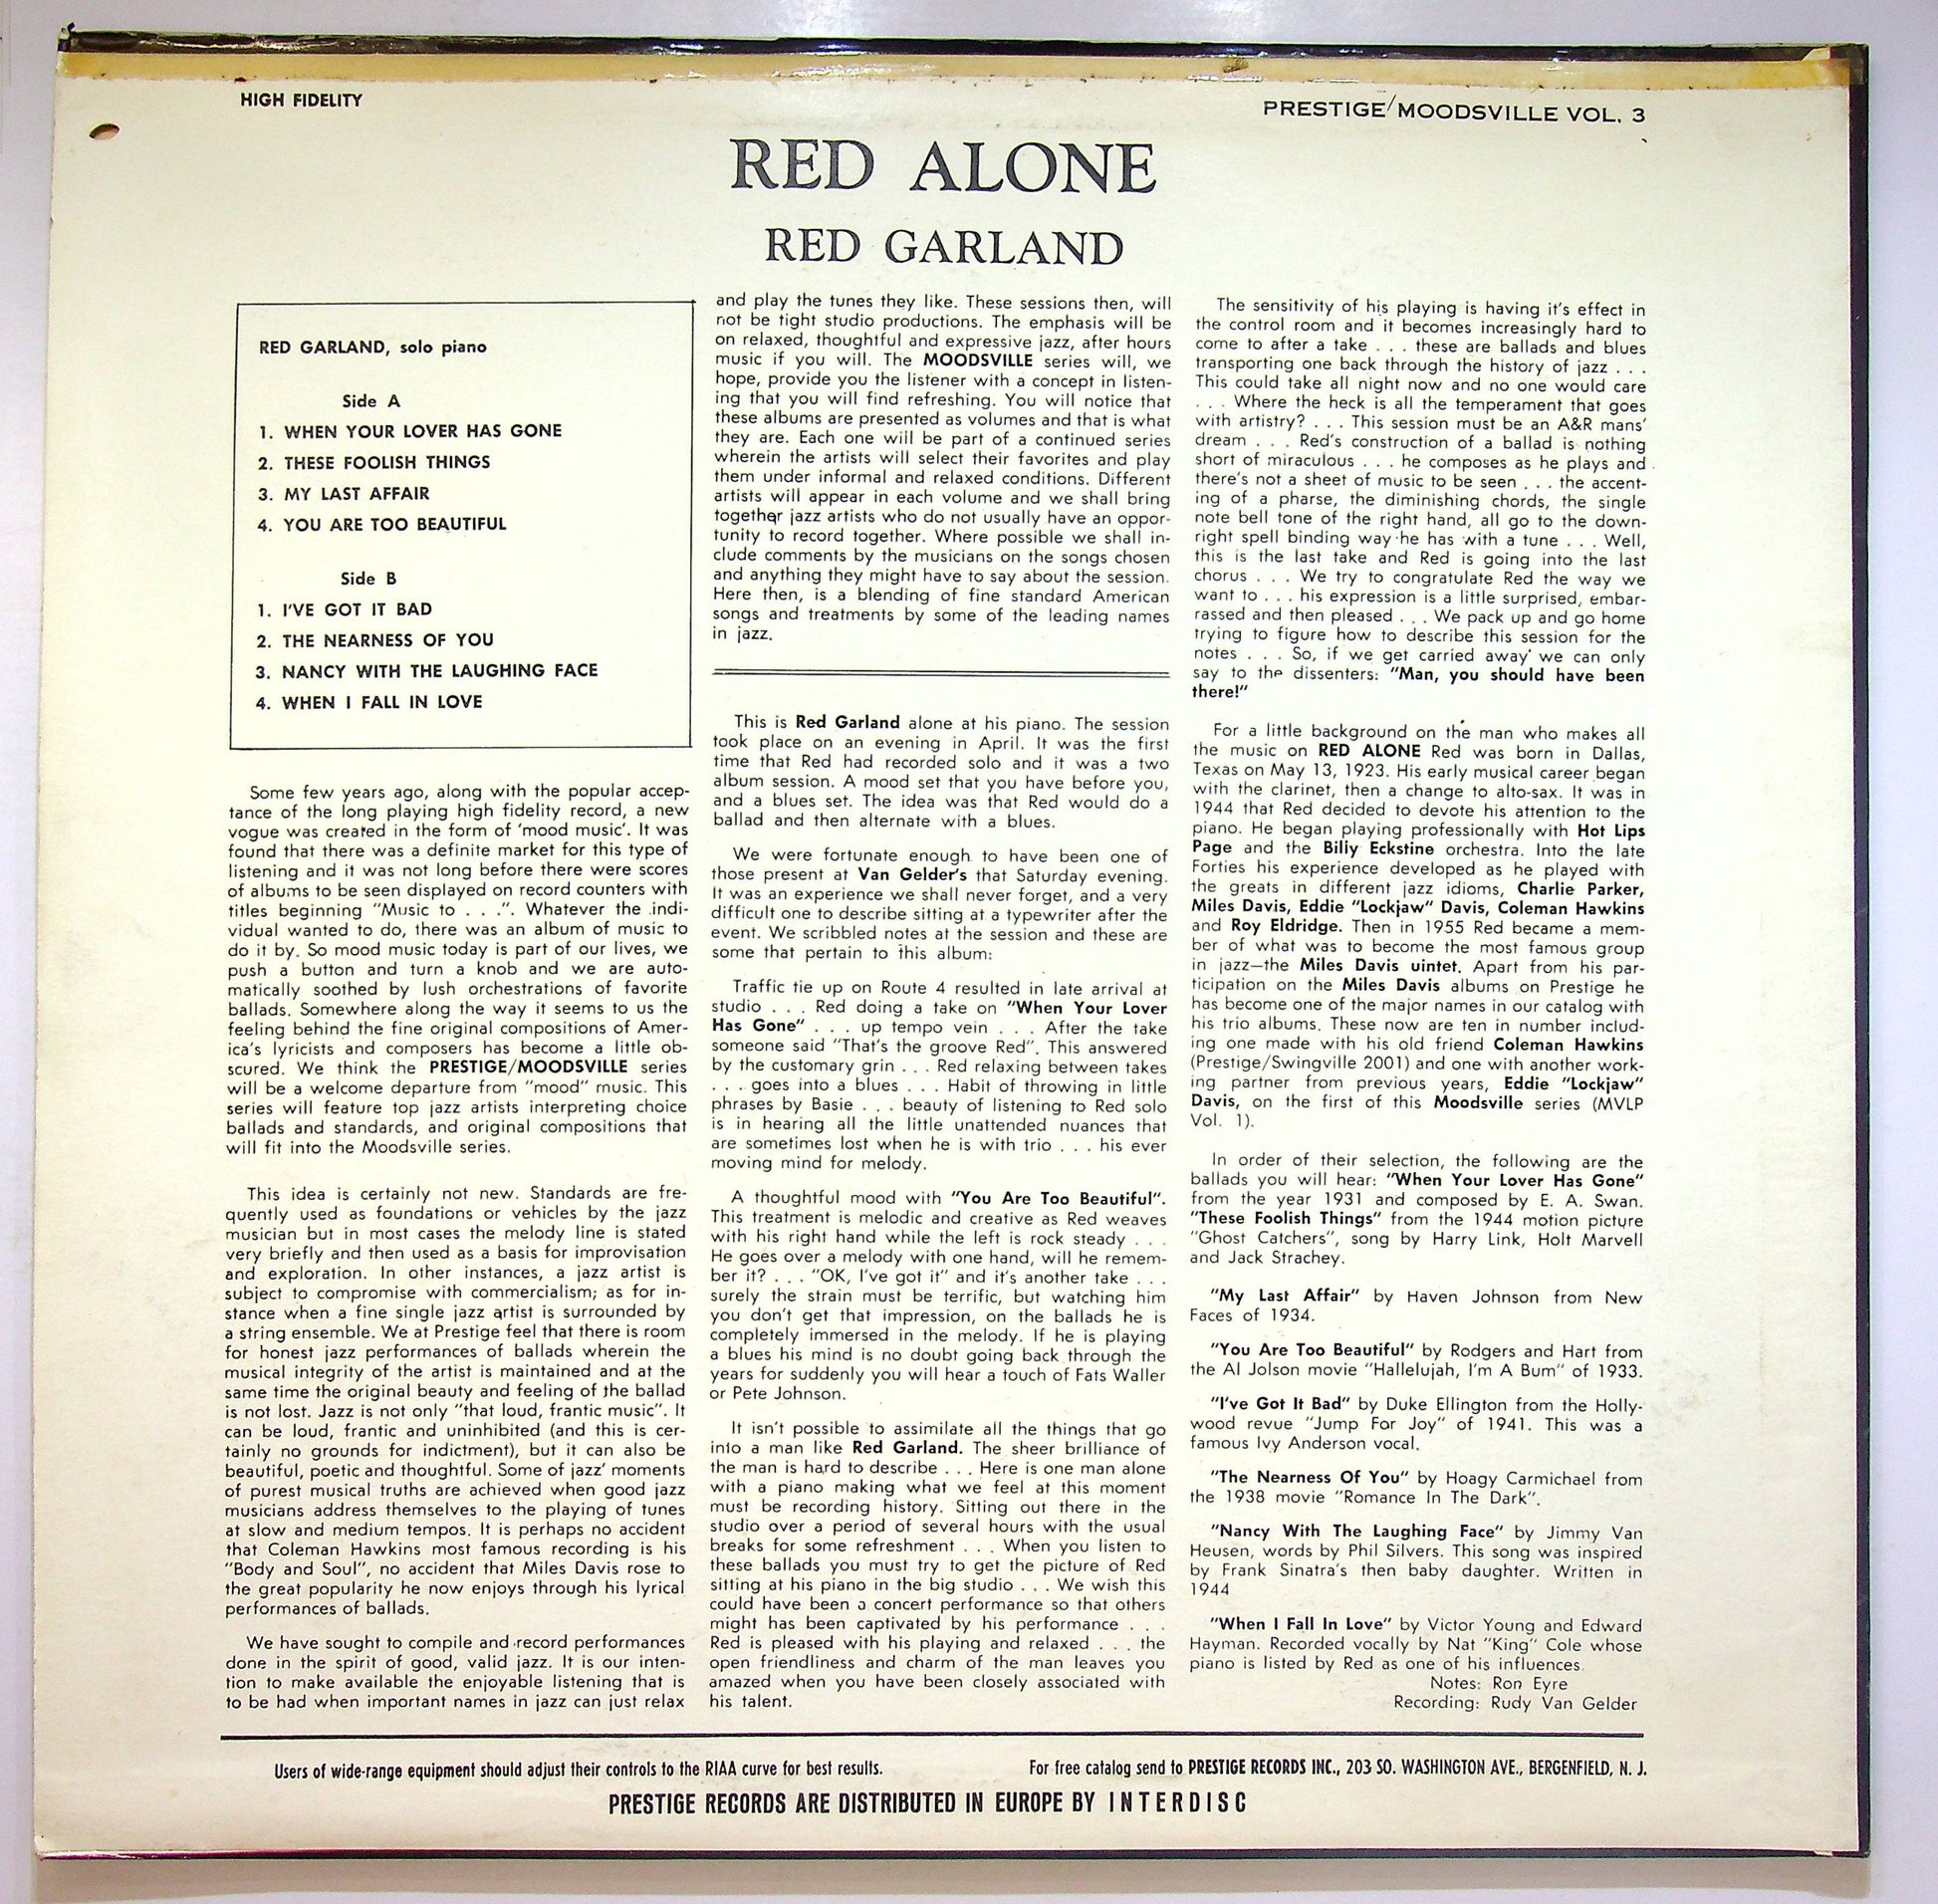 HIGH FIDELITY
PRESTIGE/MOODSVILLE VOL. 3
RED ALONE
RED GARLAND
RED GARLAND, solo piano
Side A
1. WHEN YOUR LOVER HAS GONE
2. THESE FOOLISH THINGS
3. MY LAST AFFAIR
4. YOU ARE TOO BEAUTIFUL
Side B
1. I'VE GOT IT BAD
2. THE NEARNESS OF YOU
3. NANCY WITH THE LAUGHING FACE
4. WHEN I FALL IN LOVE
Some few years ago, along with the popular accep-
tance of the long playing high fidelity record, a new
vogue was created in the form of 'mood music'. It was
found that there was a definite market for this type of
listening and it was not long before there were scores
of albums to be seen displayed on record counters with
titles beginning "Music to . . .". Whatever the indi-
vidual wanted to do, there was an album of music to
do it by. So mood music today is part of our lives, we
push a button and turn a knob and we are auto-
matically soothed by lush orchestrations of favorite
ballads. Somewhere along the way it seems to us the
feeling behind the fine original compositions of Amer-
ica's lyricists and composers has become a little ob-
scured. We think the PRESTIGE/MOODSVILLE series
will be a welcome departure from "mood" music. This
series will feature top jazz artists interpreting choice
ballads and standards, and original compositions that
will fit into the Moodsville series.
This idea is certainly not new. Standards are fre-
quently used as foundations or vehicles by the jazz
musician but in most cases the melody line is stated
very briefly and then used as a basis for improvisation
and exploration. In other instances, a jazz artist is
subject to compromise with commercialism; as for in-
stance when a fine single jazz artist is surrounded by
a string ensemble. We at Prestige feel that there is room
for honest jazz performances of ballads wherein the
musical integrity of the artist is maintained and at the
same time the original beauty and feeling of the ballad
is not lost. Jazz is not only "that loud, frantic music". It
can be loud, frantic and uninhibited (and this is cer-
tainly no grounds for indictment), but it can also be
beautiful, poetic and thoughtful. Some of jazz' moments
of purest musical truths are achieved when good jazz
musicians address themselves to the playing of tunes
at slow and medium tempos. It is perhaps no accident
that Coleman Hawkins most famous recording is his
"Body and Soul", no accident that Miles Davis rose to
the great popularity he now enjoys through his lyrical
performances of ballads.
We have sought to compile and record performances
done in the spirit of good, valid jazz. It is our inten-
tion to make available the enjoyable listening that is
to be had when important names in jazz can just relax
and play the tunes they like. These sessions then, will
not be tight studio productions. The emphasis will be
on relaxed, thoughtful and expressive jazz, after hours
music if you will. The MOODSVILLE series will, we
hope, provide you the listener with a concept in listen-
ing that you will find refreshing. You will notice that
these albums are presented as volumes and that is what
they are. Each one will be part of a continued series
wherein the artists will select their favorites and play
them under informal and relaxed conditions. Different
artists will appear in each volume and we shall bring
together jazz artists who do not usually have an oppor-
tunity to record together. Where possible we shall in-
clude comments by the musicians on the songs chosen
and anything they might have to say about the session.
Here then, is a blending of fine standard American
songs and treatments by some of the leading names
in jazz.
This is Red Garland alone at his piano. The session
took place on an evening in April. It was the first
time that Red had recorded solo and it was a two
album session. A mood set that you have before you,
and a blues set. The idea was that Red would do a
ballad and then alternate with a blues.
We were fortunate enough to have been one of
those present at Van Gelder's that Saturday evening.
It was an experience we shall never forget, and a very
difficult one to describe sitting at a typewriter after the
event. We scribbled notes at the session and these are
some that pertain to this album:
Traffic tie up on Route 4 resulted in late arrival at
studio . . . Red doing a take on "When Your Lover
Has Gone" . . . up tempo vein . . . After the take
someone said "That's the groove Red". This answered
by the customary grin . . . Red relaxing between takes
. . . goes into a blues . . . Habit of throwing in little
phrases by Basie . . . beauty of listening to Red solo
is in hearing all the little unattended nuances that
are sometimes lost when he is with trio . . . his ever
moving mind for melody.
A thoughtful mood with "You Are Too Beautiful".
This treatment is melodic and creative as Red weaves
with his right hand while the left is rock steady . . .
He goes over a melody with one hand, will he remem-
ber it? . . . "OK, I've got it" and it's another take . . .
surely the strain must be terrific, but watching him
you don't get that impression, on the ballads he is
completely immersed in the melody. If he is playing
a blues his mind is no doubt going back through the
years for suddenly you will hear a touch of Fats Waller
or Pete Johnson.
It isn't possible to assimilate all the things that go
into a man like Red Garland. The sheer brilliance of
the man is hard to describe . . . Here is one man alone
with a piano making what we feel at this moment
must be recording history. Sitting out there in the
studio over a period of several hours with the usual
breaks for some refreshment . . . When you listen to
these ballads you must try to get the picture of Red
sitting at his piano in the big studio . . . We wish this
could have been a concert performance so that others
might has been captivated by his performance . . .
Red is pleased with his playing and relaxed . . . the
open friendliness and charm of the man leaves you
amazed when you have been closely associated with
his talent.
The sensitivity of his playing is having it's effect in
the control room and it becomes increasingly hard to
come to after a take . . . these are ballads and blues
transporting one back through the history of jazz . . .
This could take all night now and no one would care
. . . Where the heck is all the temperament that goes
with artistry? . . . This session must be an A&R mans'
dream . . . Red's construction of a ballad is nothing
short of miraculous . . . he composes as he plays and
there's not a sheet of music to be seen . . . the accent-
ing of a pharse, the diminishing chords, the single
note bell tone of the right hand, all go to the down-
right spell binding way he has with a tune . . . Well,
this is the last take and Red is going into the last
chorus . . . We try to congratulate Red the way we
want to . . . his expression is a little surprised, embar-
rassed and then pleased . . . We pack up and go home
trying to figure how to describe this session for the
notes . . . So, if we get carried away we can only
say to the dissenters: "Man, you should have been
there!"
For a little background on the man who makes all
the music on RED ALONE Red was born in Dallas,
Texas on May 13, 1923. His early musical career began
with the clarinet, then a change to alto-sax. It was in
1944 that Red decided to devote his attention to the
piano. He began playing professionally with Hot Lips
Page and the Billy Eckstine orchestra. Into the late
Forties his experience developed as he played with
the greats in different jazz idioms, Charlie Parker,
Miles Davis, Eddie "Lockjaw" Davis, Coleman Hawkins
and Roy Eldridge. Then in 1955 Red became a mem-
ber of what was to become the most famous group
in jazz—the Miles Davis uintet. Apart from his par-
ticipation on the Miles Davis albums on Prestige he
has become one of the major names in our catalog with
his trio albums. These now are ten in number includ-
ing one made with his old friend Coleman Hawkins
(Prestige/Swingville 2001) and one with another work-
ing partner from previous years, Eddie "Lockjaw"
Davis, on the first of this Moodsville series (MVLP
Vol. 1).
In order of their selection, the following are the
ballads you will hear: "When Your Lover Has Gone"
from the year 1931 and composed by E. A. Swan.
"These Foolish Things" from the 1944 motion picture
"Ghost Catchers", song by Harry Link, Holt Marvell
and Jack Strachey.
"My Last Affair" by Haven Johnson from New
Faces of 1934.
"You Are Too Beautiful" by Rodgers and Hart from
the Al Jolson movie "Hallelujah, I'm A Bum" of 1933.
"I've Got It Bad" by Duke Ellington from the Holly-
wood revue "Jump For Joy" of 1941. This was a
famous Ivy Anderson vocal.
"The Nearness Of You" by Hoagy Carmichael from
the 1938 movie "Romance In The Dark".
"Nancy With The Laughing Face" by Jimmy Van
Heusen, words by Phil Silvers. This song was inspired
by Frank Sinatra's then baby daughter. Written in
1944
"When I Fall In Love" by Victor Young and Edward
Hayman. Recorded vocally by Nat "King" Cole whose
piano is listed by Red as one of his influences.
Notes: Ron Eyre
Recording: Rudy Van Gelder
Users of wide-range equipment should adjust their controls to the RIAA curve for best results.
For free catalog send to PRESTIGE RECORDS INC., 203 SO. WASHINGTON AVE., BERGENFIELD, N. J.
PRESTIGE RECORDS ARE DISTRIBUTED IN EUROPE BY INTERDISC